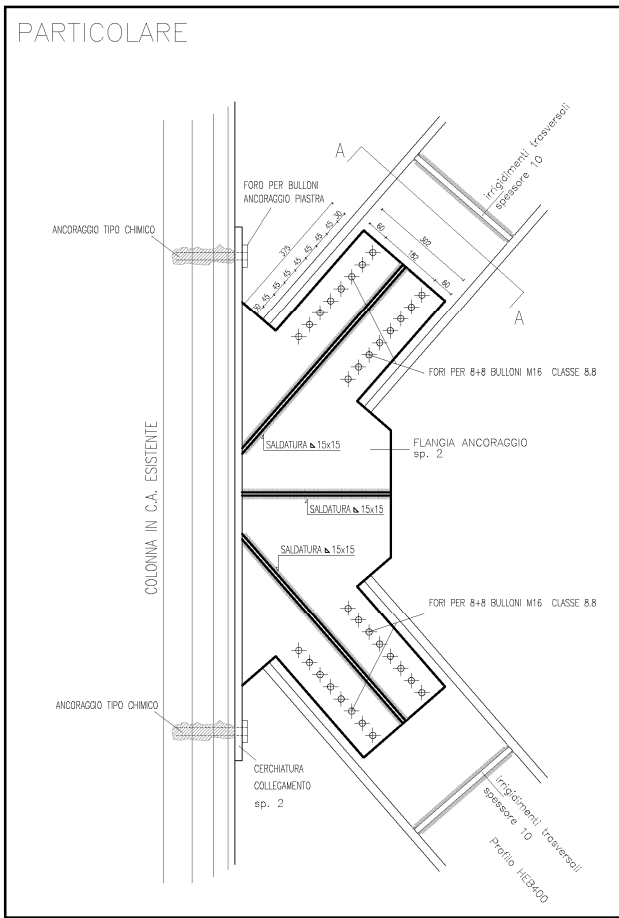 PARTICOLARE
A
irrigidimenti trasversali
spessore 10
FORO PER BULLONI
ANCORAGGIO PIASTRA
ANCORAGGIO TIPO CHIMICO
375
30 45 45 45 45 45 45 45 30
60
302
182
60
A
FORI PER 8+8 BULLONI M16 CLASSE 8.8
SALDATURA 15x15
FLANGIA ANCORAGGIO
sp. 2
COLONNA IN C.A. ESISTENTE
SALDATURA 15x15
SALDATURA 15x15
FORI PER 8+8 BULLONI M16 CLASSE 8.8
ANCORAGGIO TIPO CHIMICO
CERCHIATURA
COLLEGAMENTO
sp. 2
irrigidimenti trasversali
spessore 10
Profilo HEB400